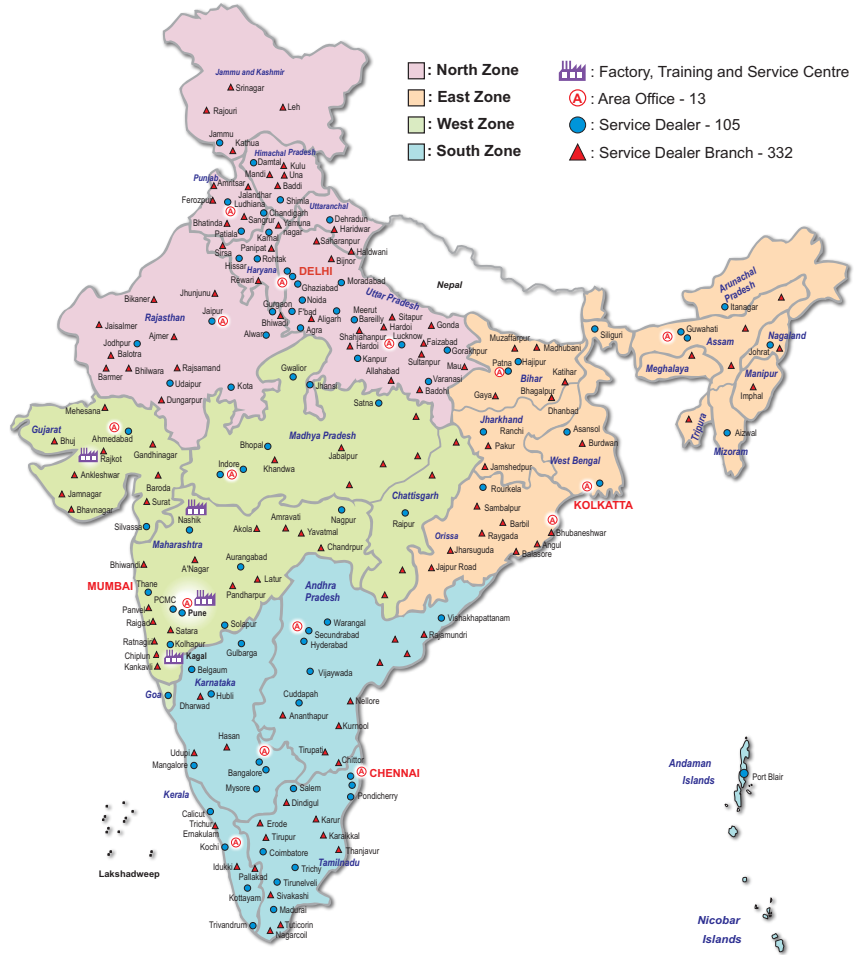 : North Zone
: East Zone
: West Zone
: South Zone
: Factory, Training and Service Centre
A : Area Office - 13
: Service Dealer - 105
: Service Dealer Branch - 332
Jammu and Kashmir
Srinagar
Rajouri
Leh
Jammu
Kathua
Himachal Pradesh
Damtal
Kulu
Mandi
Una
Baddi
Punjab
Amritsar
Jalandhar
Ferozpur
Ludhiana
Shimla
A
Chandigarh
Sangrur
Bhatinda
Yamuna
nagar
Patiala
Karnal
Uttaranchal
Dehradun
Haridwar
Saharanpur
Haldwani
Bijnor
Sirsa
Panipat
Hissar
Rohtak
Haryana
Rewari
DELHI
A
Ghaziabad
Moradabad
Nepal
Noida
Uttar Pradesh
Bikaner
Jhunjunu
Rajasthan
Jaisalmer
Jaipur
A
Ajmer
Jodhpur
Balotra
Barmer
Bhilwara
Rajsamand
Udaipur
Dungarpur
Kota
Alwar
Gurgaon
Bhiwadi
F'bad
Agra
Aligarh
Meerut
Bareilly
Sitapur
Hardoi
Shahjahanpur
Hardoi
Lucknow
A
Gonda
Faizabad
Gorakhpur
Sultanpur
Kanpur
Mau
Allahabad
Varanasi
Badohi
Gwalior
Jhansi
Satna
Muzaffarpur
Madhubani
Hajipur
Patna
A
Bihar
Katihar
Gaya
Bhagalpur
Dhanbad
Siliguri
Arunachal
Pradesh
Itanagar
Guwahati
A
Assam
Nagaland
Johrat
Meghalaya
Manipur
Imphal
Tripura
Aizwal
Mizoram
Jharkhand
Ranchi
Pakur
Jamshedpur
Asansol
Burdwan
West Bengal
A
KOLKATTA
Rourkela
Sambalpur
Barbil
Raygada
A
Bhubaneshwar
Angul
Balasore
Orissa
Jharsuguda
Jajpur Road
Mehesana
Gujarat
A
Bhuj
Ahmedabad
Rajkot
Gandhinagar
Ankleshwar
Jamnagar
Bhavnagar
Baroda
Surat
Silvassa
Madhya Pradesh
Bhopal
Indore
A
Khandwa
Jabalpur
Chattisgarh
Raipur
Nashik
Maharashtra
Akola
Amravati
Yavatmal
Nagpur
Chandrpur
Bhiwandi
A'Nagar
Aurangabad
Latur
Pandharpur
MUMBAI
Thane
PCMC
A
Pune
Panvel
Raigad
Satara
Solapur
Ratnagiri
Kolhapur
Chiplun
Kagal
Kankavli
Gulbarga
Belgaum
Karnataka
Goa
Hubli
Dharwad
Andhra
Pradesh
A
Warangal
Secundrabad
Hyderabad
Vishakhapattanam
Rajamundri
Vijaywada
Cuddapah
Nellore
Ananthapur
Kurnool
Hasan
A
Tirupati
Chittor
Udupi
Mangalore
Bangalore
A
CHENNAI
Mysore
Salem
Pondicherry
Dindigul
Kerala
Calicut
Trichur
Ernakulam
Kochi
A
Erode
Karur
Tirupur
Karaikkal
Coimbatore
Thanjavur
Tamilnadu
Idukki
Pallakad
Trichy
Tirunelveli
Kottayam
Sivakashi
Madurai
Trivandrum
Tuticorin
Nagarcoil
Lakshadweep
Andaman
Islands
Port Blair
Nicobar
Islands